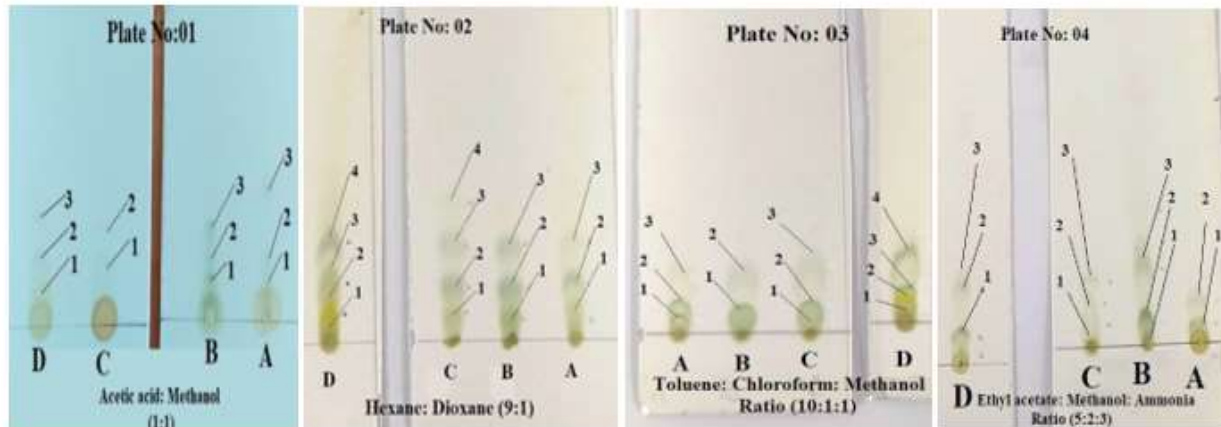 Plate No:01
3
3
2
3
2
2
2
1
1
1
1
D
C
B
A
Acetic acid: Methanol
(1:1)
Plate No: 02
4
4
3
3
3
3
2
2
2
2
1
1
1
1
D
C
B
A
Hexane: Dioxane (9:1)
Plate No: 03
4
3
2
3
3
2
2
2
1
1
1
1
A
B
C
D
Toluene: Chloroform: Methanol
Ratio (10:1:1)
Plate No: 04
3
3
3
2
2
2
2
1
1
1
1
D
C
B
A
Ethyl acetate: Methanol: Ammonia
Ratio (5:2:3)